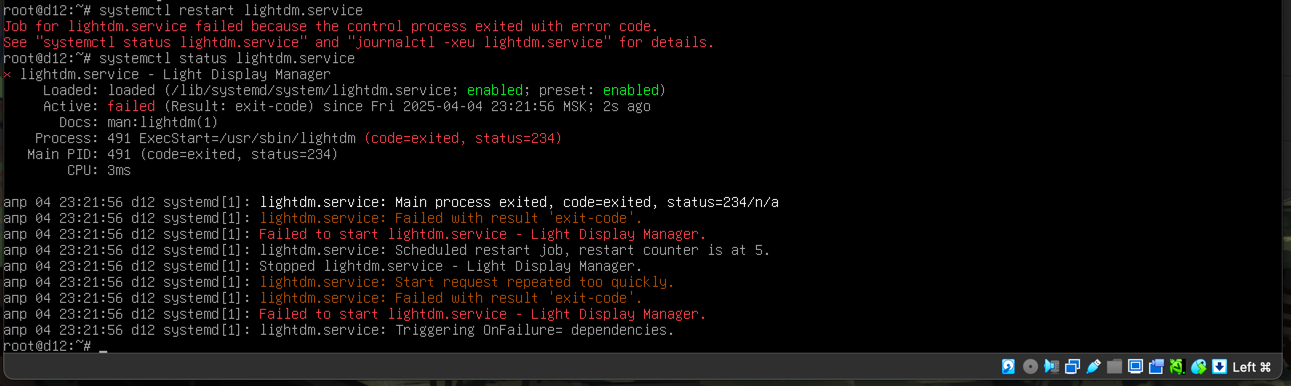 root@d12:~# systemctl restart lightdm.service
Job for lightdm.service failed because the control process exited with error code.
See "systemctl status lightdm.service" and "journalctl -xeu lightdm.service" for details.
root@d12:~# systemctl status lightdm.service
× lightdm.service - Light Display Manager
     Loaded: loaded (/lib/systemd/system/lightdm.service; enabled; preset: enabled)
     Active: failed (Result: exit-code) since Fri 2025-04-04 23:21:56 MSK; 2s ago
       Docs: man:lightdm(1)
    Process: 491 ExecStart=/usr/sbin/lightdm (code=exited, status=234)
   Main PID: 491 (code=exited, status=234)
        CPU: 3ms
апр 04 23:21:56 d12 systemd[1]: lightdm.service: Main process exited, code=exited, status=234/n/a
апр 04 23:21:56 d12 systemd[1]: lightdm.service: Failed with result 'exit-code'.
апр 04 23:21:56 d12 systemd[1]: Failed to start lightdm.service - Light Display Manager.
апр 04 23:21:56 d12 systemd[1]: lightdm.service: Scheduled restart job, restart counter is at 5.
апр 04 23:21:56 d12 systemd[1]: Stopped lightdm.service - Light Display Manager.
апр 04 23:21:56 d12 systemd[1]: lightdm.service: Start request repeated too quickly.
апр 04 23:21:56 d12 systemd[1]: lightdm.service: Failed with result 'exit-code'.
апр 04 23:21:56 d12 systemd[1]: Failed to start lightdm.service - Light Display Manager.
апр 04 23:21:56 d12 systemd[1]: lightdm.service: Triggering OnFailure= dependencies.
root@d12:~# _
Left ⌘